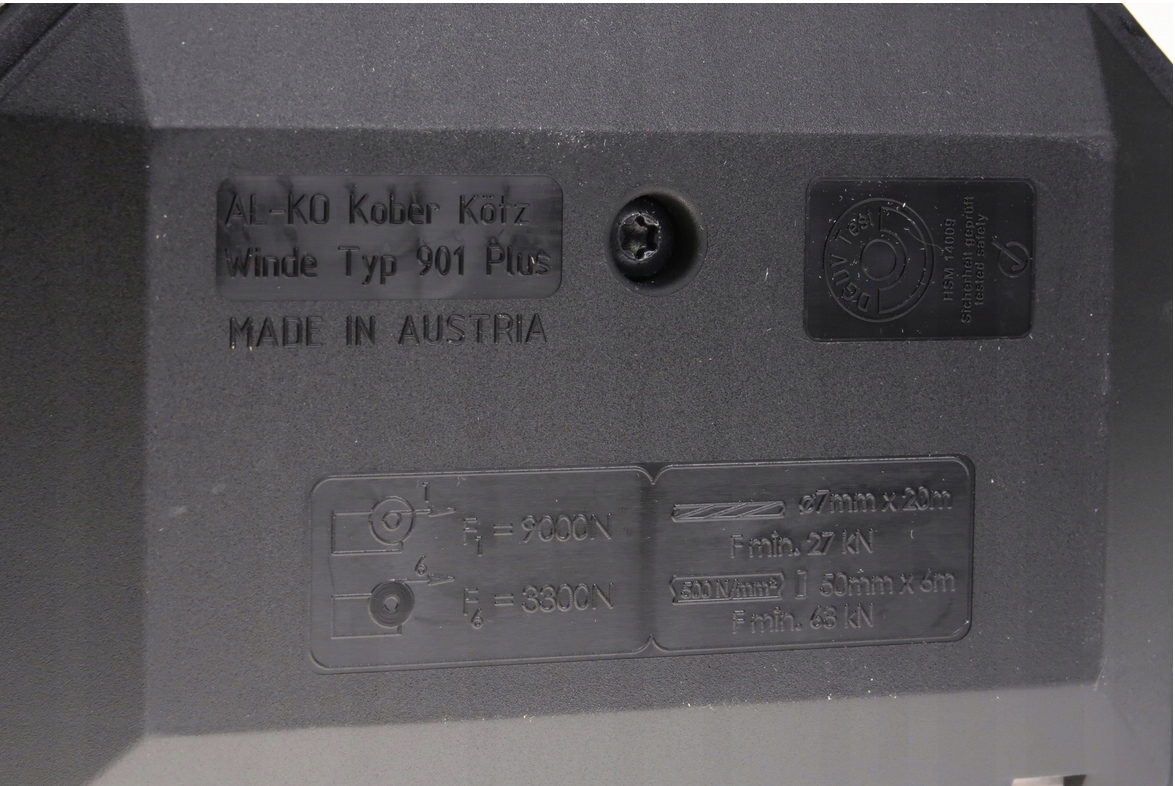 AL-KO Kober Kötz
Winde Typ 901 Plus
MADE IN AUSTRIA
DGUV Test
HSM 14009
Sicherheit geprüft
tested safety
1
F₁ = 9000N
6
F₆ = 3300N
ø7mm x 20m
F min. 27 kN
500 N/mm²
50mm x 6m
F min. 63 kN